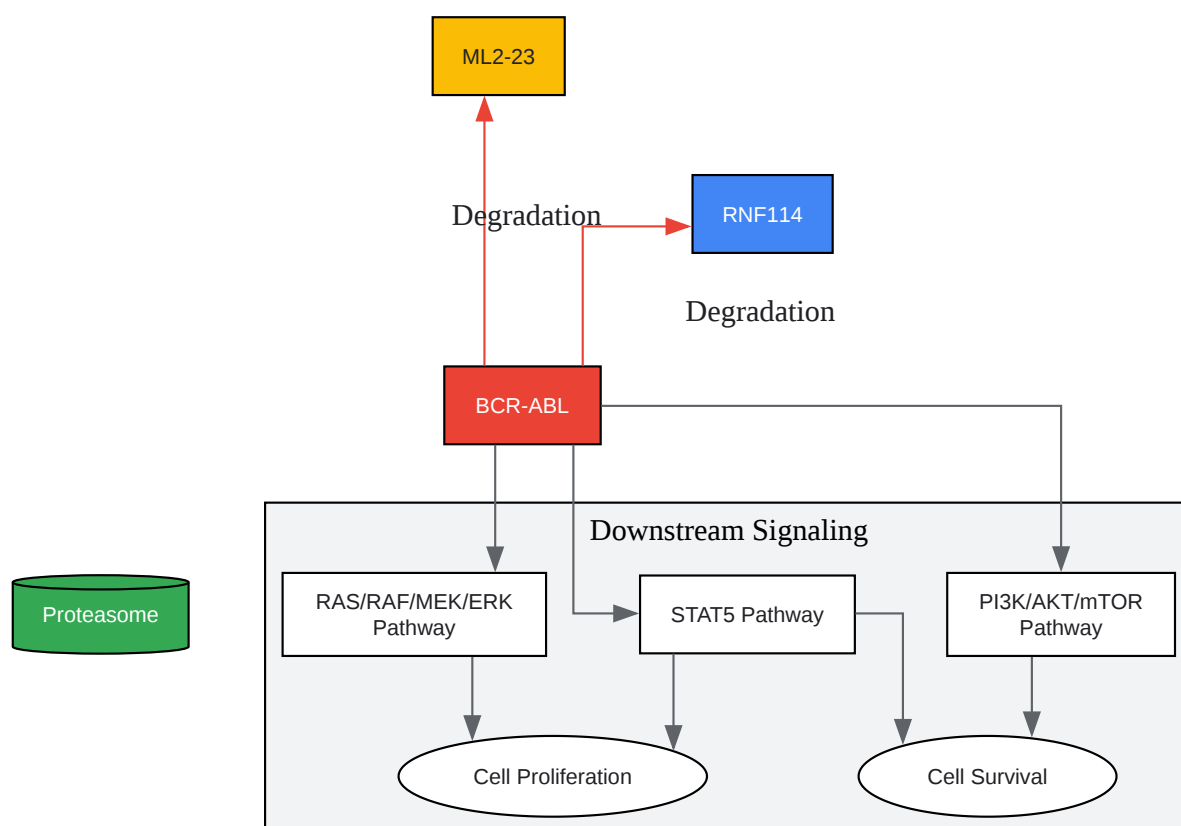 ML2-23
Degradation
RNF114
Degradation
BCR-ABL
Downstream Signaling
Proteasome
RAS/RAF/MEK/ERK
Pathway
STAT5 Pathway
PI3K/AKT/mTOR
Pathway
Cell Proliferation
Cell Survival